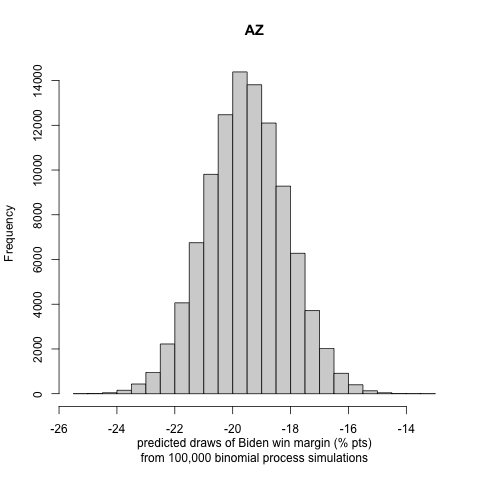 AZ
14000
12000
10000
8000
6000
4000
2000
0
Frequency
-26 -24 -22 -20 -18 -16 -14
predicted draws of Biden win margin (% pts)
from 100,000 binomial process simulations